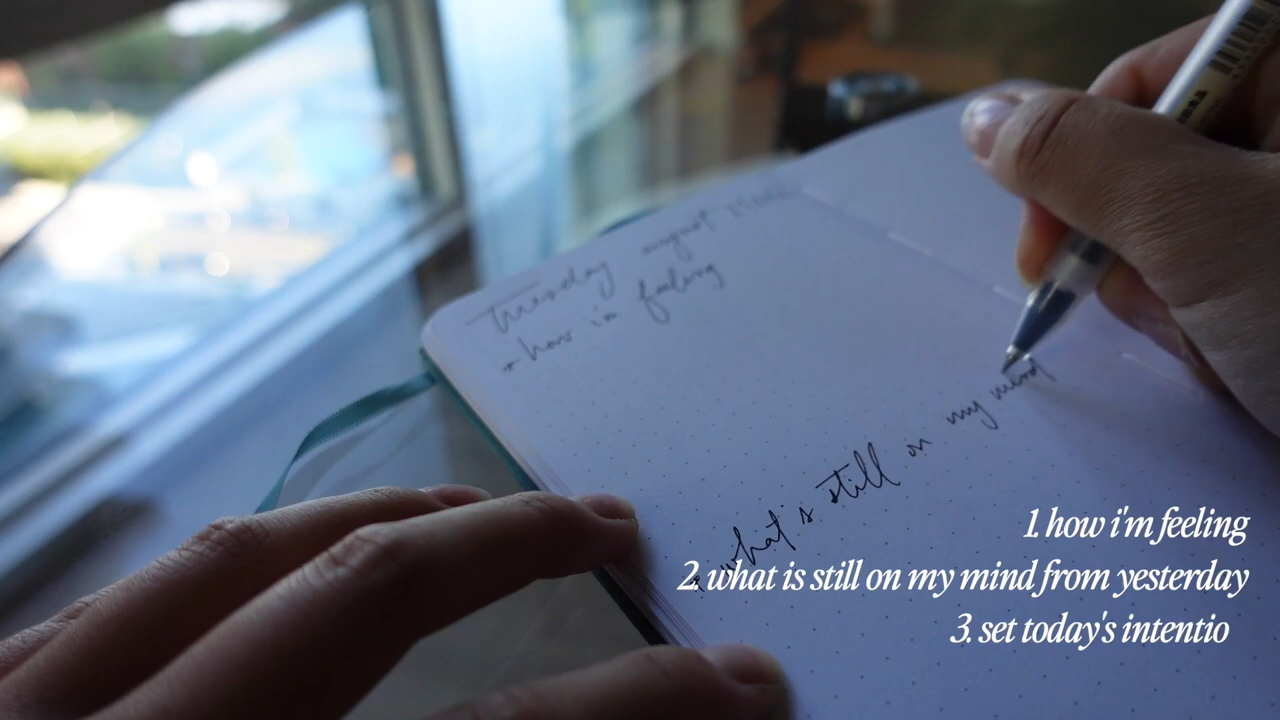 Tuesday august
+ how im feeling
+ what's still on my mind
1 how i'm feeling
2. what is still on my mind from yesterday
3. set today's intentio